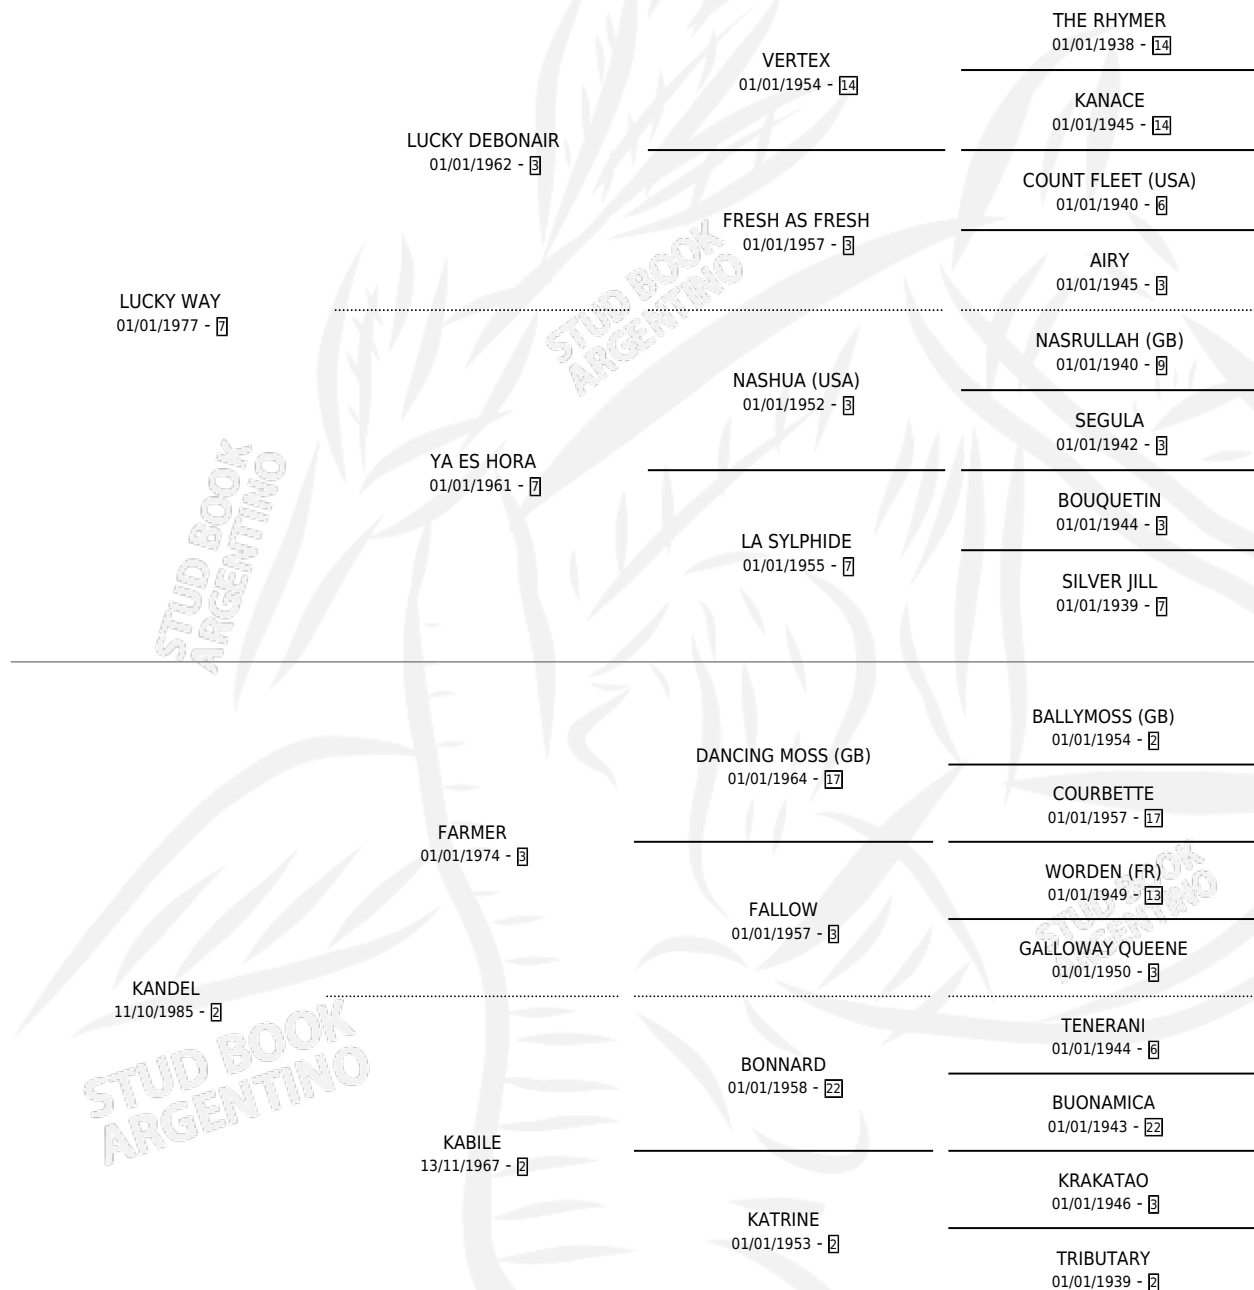 THE RHYMER
01/01/1938 - 14
VERTEX
01/01/1954 - 14
KANACE
01/01/1945 - 14
LUCKY DEBONAIR
01/01/1962 - 3
COUNT FLEET (USA)
01/01/1940 - 6
FRESH AS FRESH
01/01/1957 - 3
AIRY
01/01/1945 - 3
LUCKY WAY
01/01/1977 - 7
NASRULLAH (GB)
01/01/1940 - 9
NASHUA (USA)
01/01/1952 - 3
SEGULA
01/01/1942 - 3
YA ES HORA
01/01/1961 - 7
BOUQUETIN
01/01/1944 - 3
LA SYLPHIDE
01/01/1955 - 7
SILVER JILL
01/01/1939 - 7
BALLYMOSS (GB)
01/01/1954 - 2
DANCING MOSS (GB)
01/01/1964 - 17
COURBETTE
01/01/1957 - 17
FARMER
01/01/1974 - 3
WORDEN (FR)
01/01/1949 - 13
FALLOW
01/01/1957 - 3
GALLOWAY QUEENE
01/01/1950 - 3
KANDEL
11/10/1985 - 2
TENERANI
01/01/1944 - 6
BONNARD
01/01/1958 - 22
BUONAMICA
01/01/1943 - 22
KABILE
13/11/1967 - 2
KRAKATAO
01/01/1946 - 3
KATRINE
01/01/1953 - 2
TRIBUTARY
01/01/1939 - 2
STUD BOOK
ARGENTINO
STUD BOOK
ARGENTINO
STUD BOOK
ARGENTINO
STUD BOOK
ARGENTINO